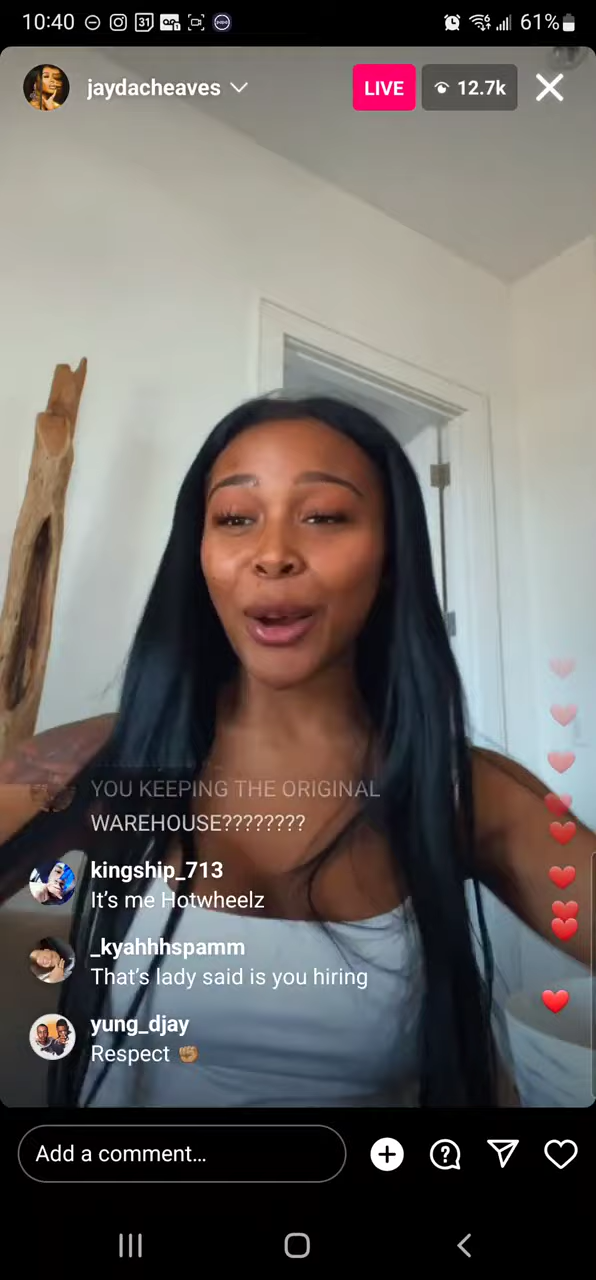 10:40
31
61%
jaydacheaves
LIVE
12.7k
YOU KEEPING THE ORIGINAL
WAREHOUSE????????
kingship_713
It's me Hotwheelz
_kyahhhspamm
That's lady said is you hiring
yung_djay
Respect ✊🏾
Add a comment...